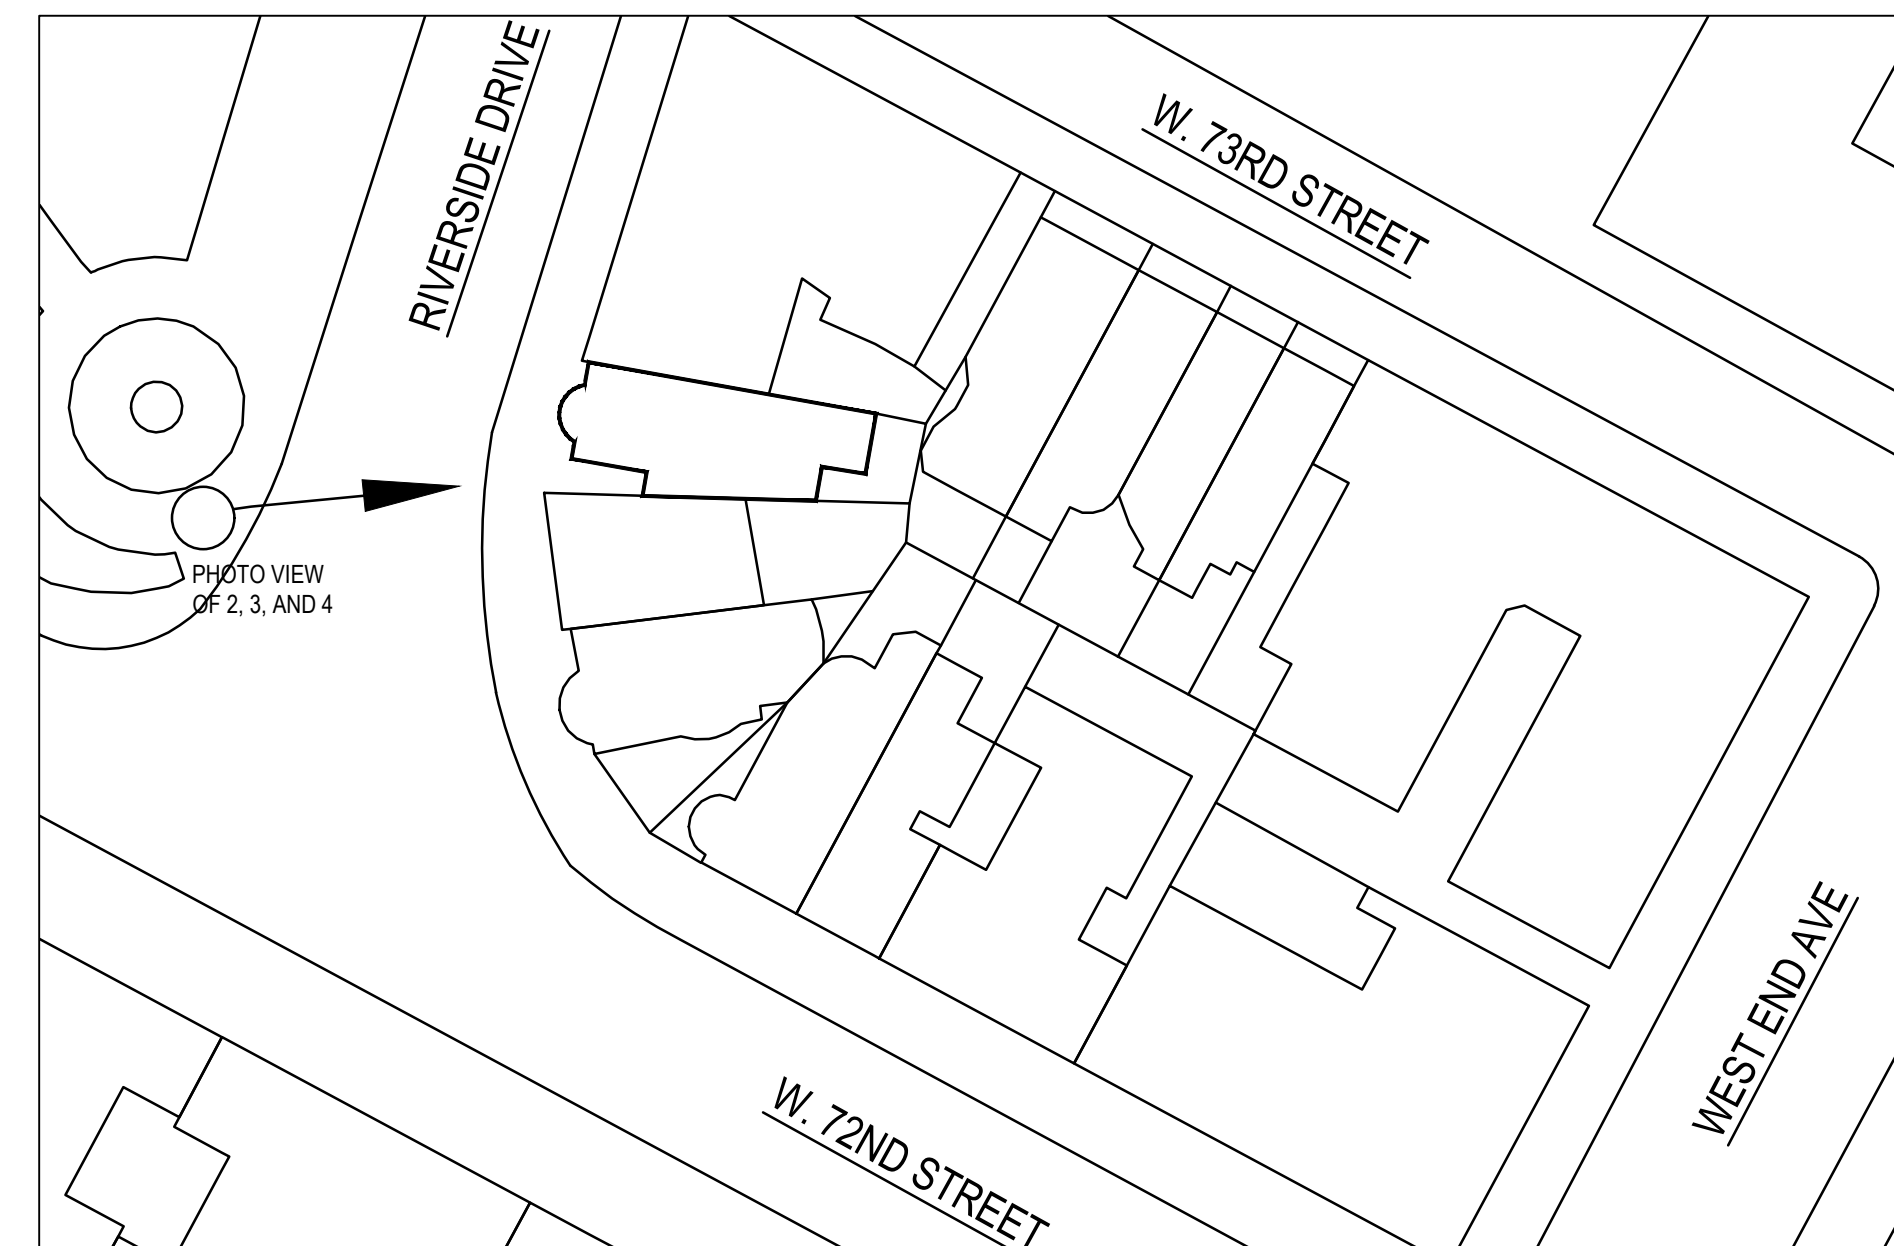 RIVERSIDE DRIVE
W. 73RD STREET
PHOTO VIEW
OF 2, 3, AND 4
WEST END AVE
W. 72ND STREET